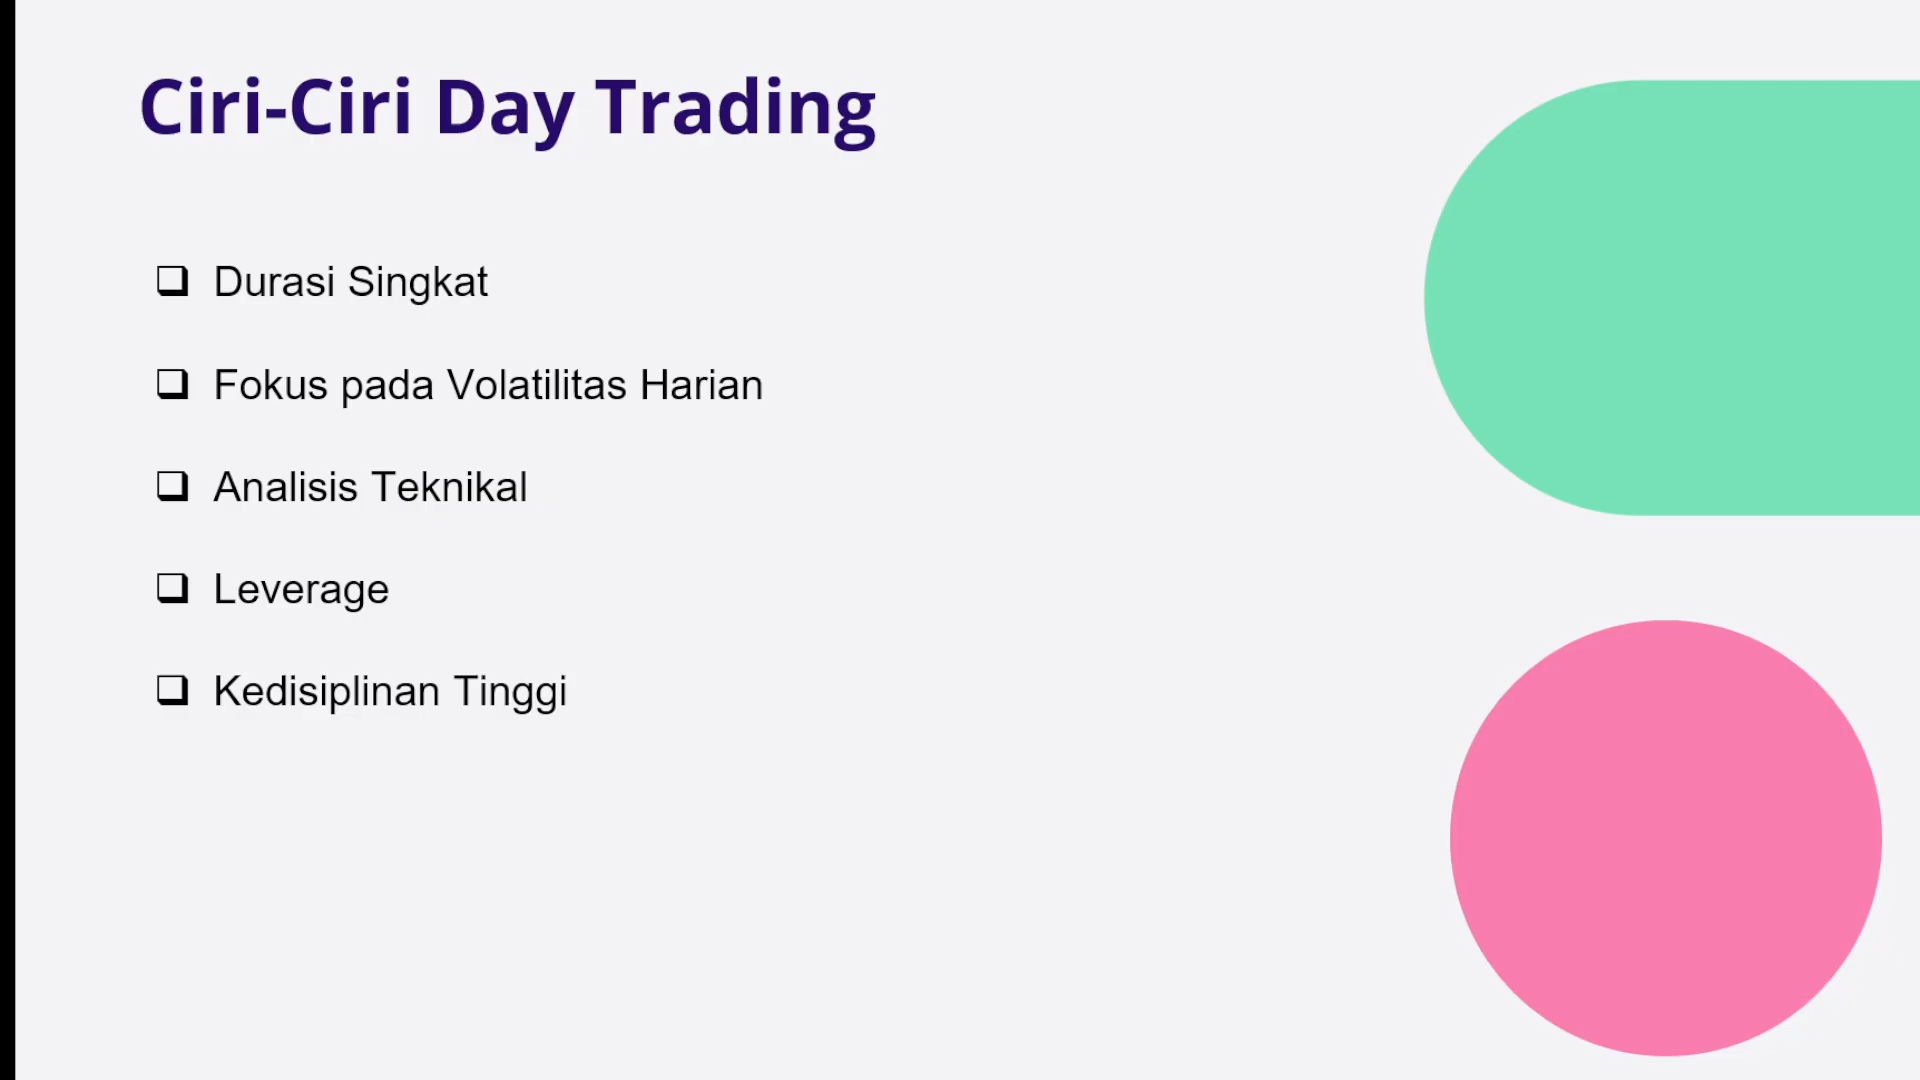 Ciri-Ciri Day Trading
❑ Durasi Singkat
❑ Fokus pada Volatilitas Harian
❑ Analisis Teknikal
❑ Leverage
❑ Kedisiplinan Tinggi